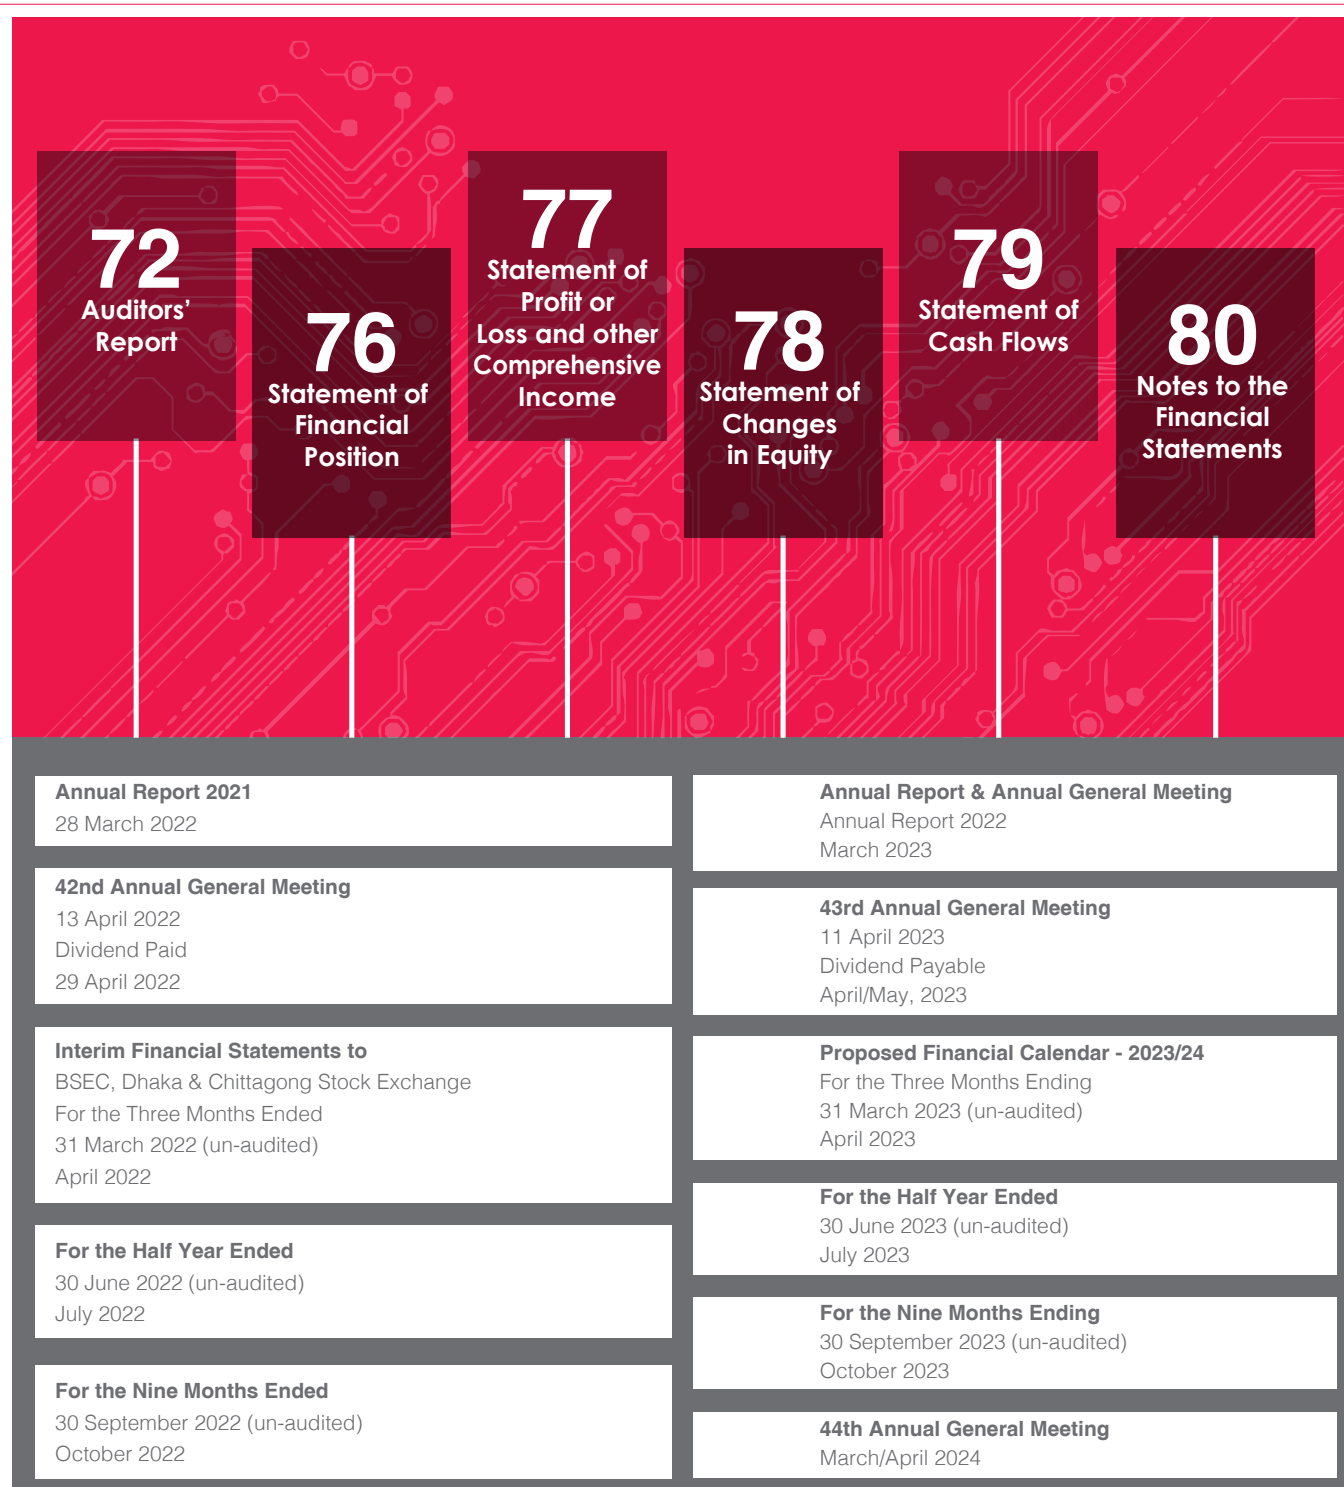 72
Auditors’
Report
76
Statement of
Financial
Position
77
Statement of
Profit or
Loss and other
Comprehensive
Income
78
Statement of
Changes
in Equity
79
Statement of
Cash Flows
80
Notes to the
Financial
Statements
Annual Report 2021
28 March 2022
42nd Annual General Meeting
13 April 2022
Dividend Paid
29 April 2022
Interim Financial Statements to
BSEC, Dhaka & Chittagong Stock Exchange
For the Three Months Ended
31 March 2022 (un-audited)
April 2022
For the Half Year Ended
30 June 2022 (un-audited)
July 2022
For the Nine Months Ended
30 September 2022 (un-audited)
October 2022
Annual Report & Annual General Meeting
Annual Report 2022
March 2023
43rd Annual General Meeting
11 April 2023
Dividend Payable
April/May, 2023
Proposed Financial Calendar - 2023/24
For the Three Months Ending
31 March 2023 (un-audited)
April 2023
For the Half Year Ended
30 June 2023 (un-audited)
July 2023
For the Nine Months Ending
30 September 2023 (un-audited)
October 2023
44th Annual General Meeting
March/April 2024